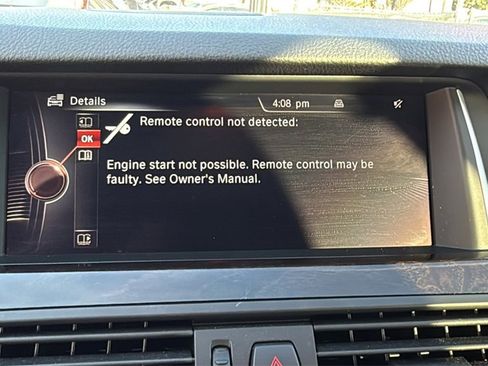 Details
4:08 pm
Remote control not detected:
OK
Engine start not possible. Remote control may be
faulty. See Owner's Manual.